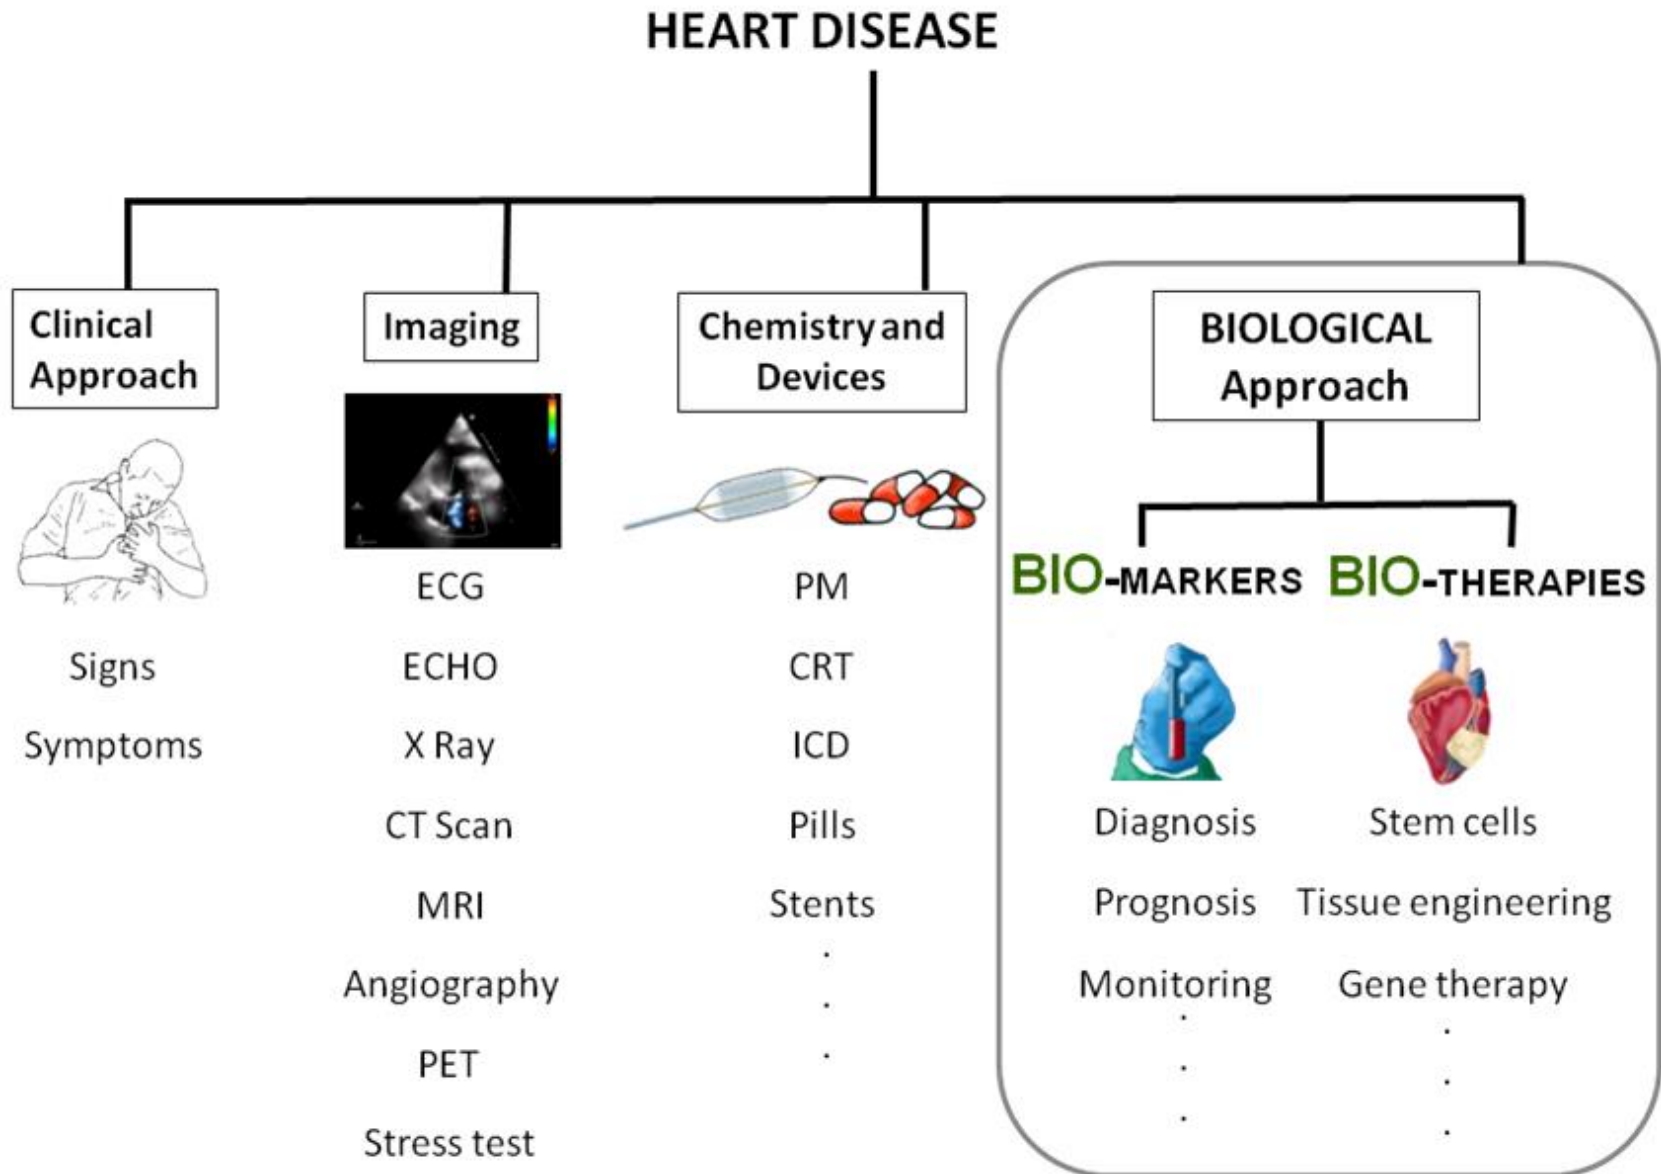 HEART DISEASE
Clinical
Approach
Signs
Symptoms
Imaging
ECG
ECHO
X Ray
CT Scan
MRI
Angiography
PET
Stress test
Chemistry and
Devices
PM
CRT
ICD
Pills
Stents
.
.
.
BIOLOGICAL
Approach
BIO-MARKERS
Diagnosis
Prognosis
Monitoring
.
.
.
BIO-THERAPIES
Stem cells
Tissue engineering
Gene therapy
.
.
.